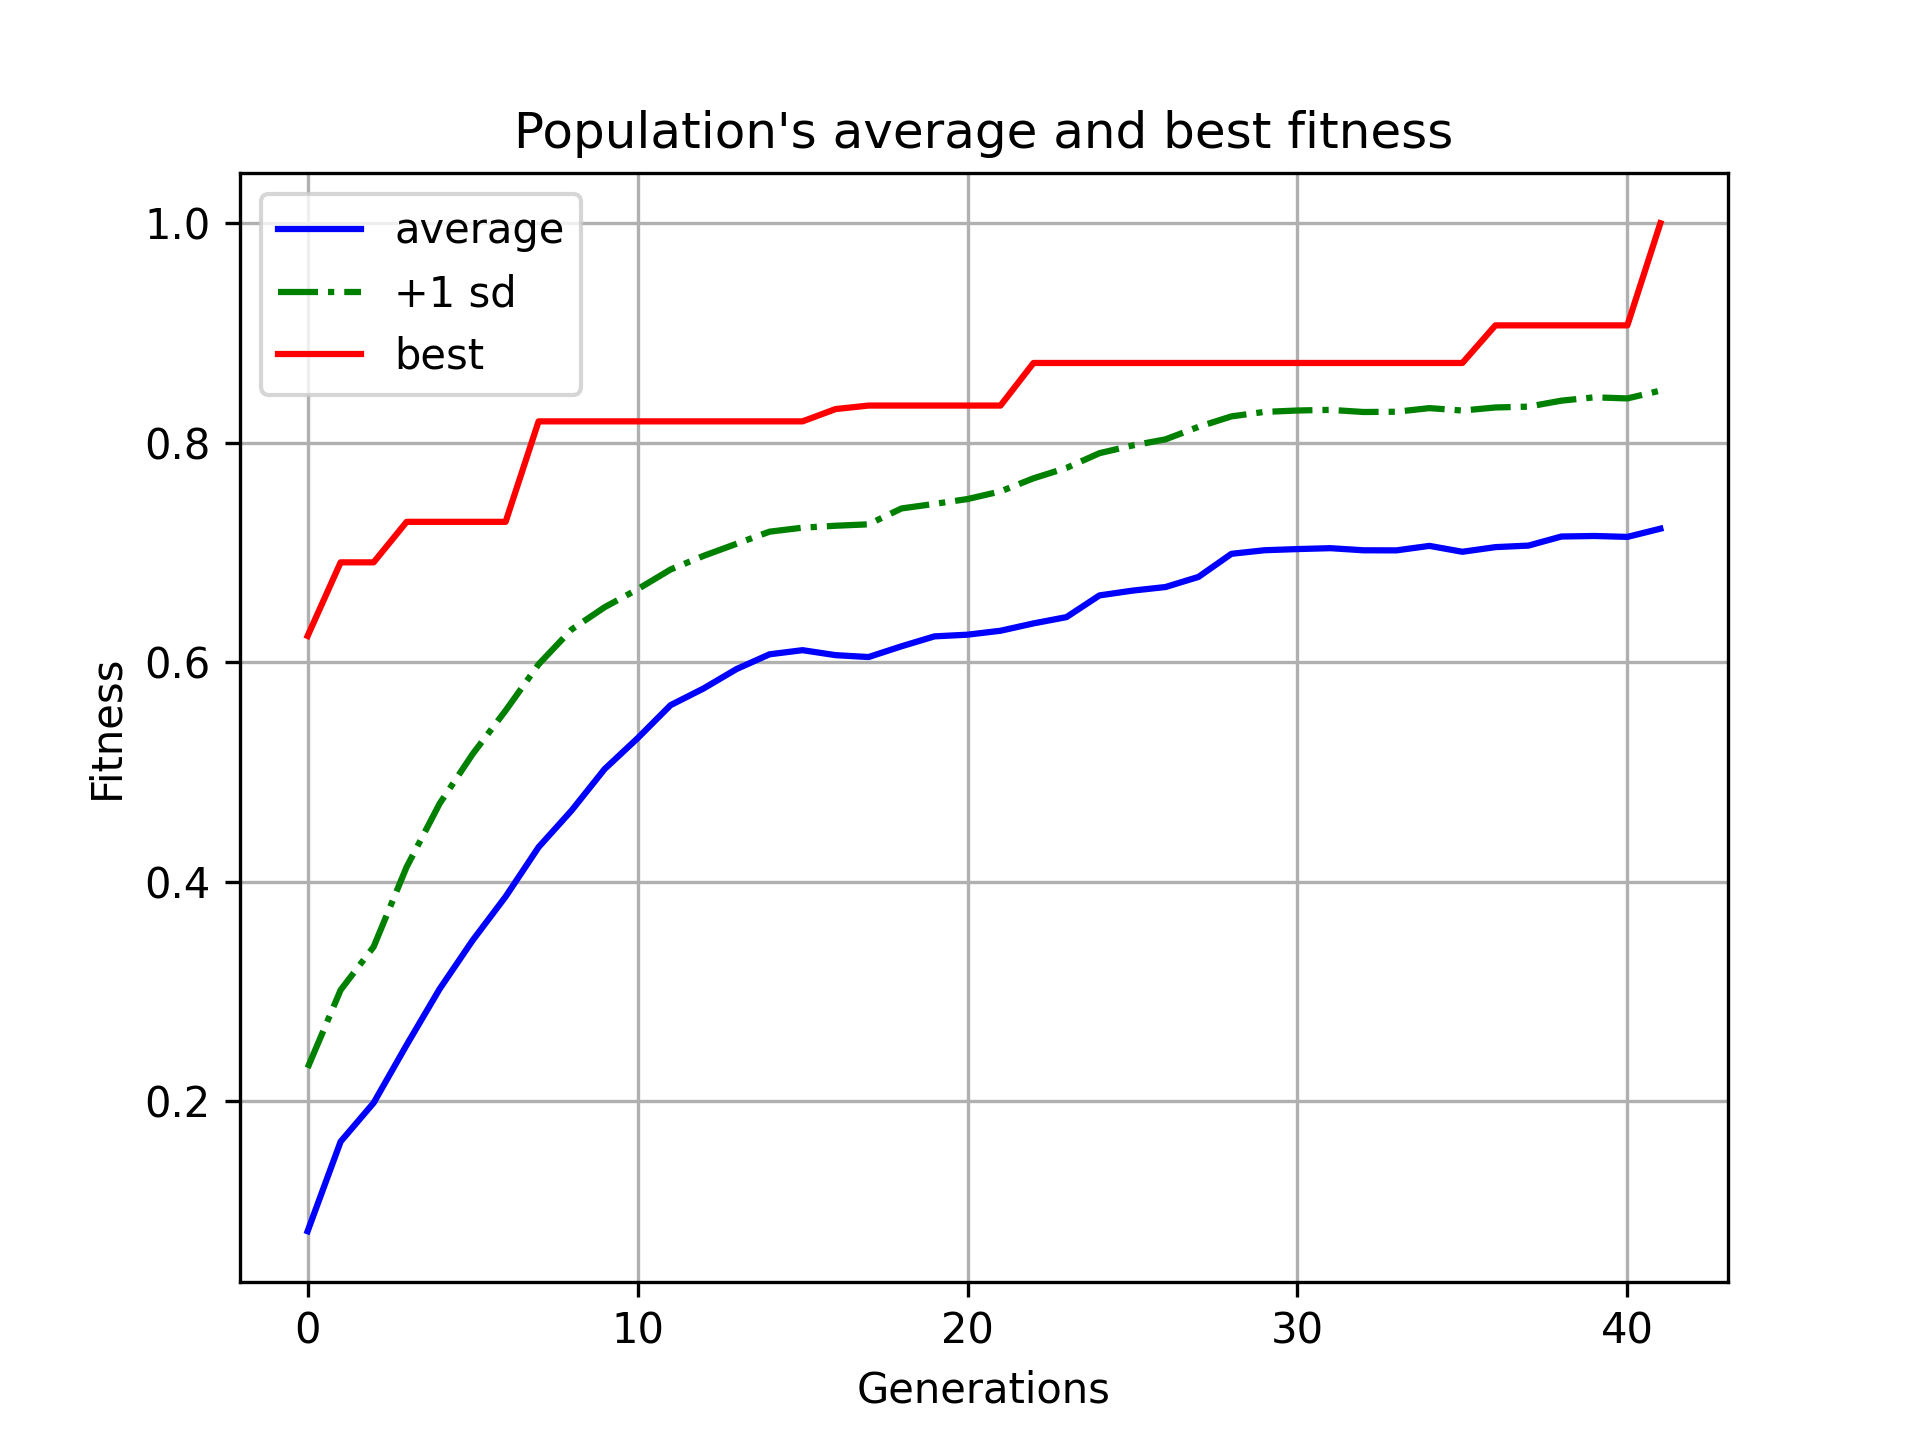 Population's average and best fitness
average
+1 sd
best
1.0
0.8
0.6
0.4
0.2
Fitness
0 10 20 30 40
Generations